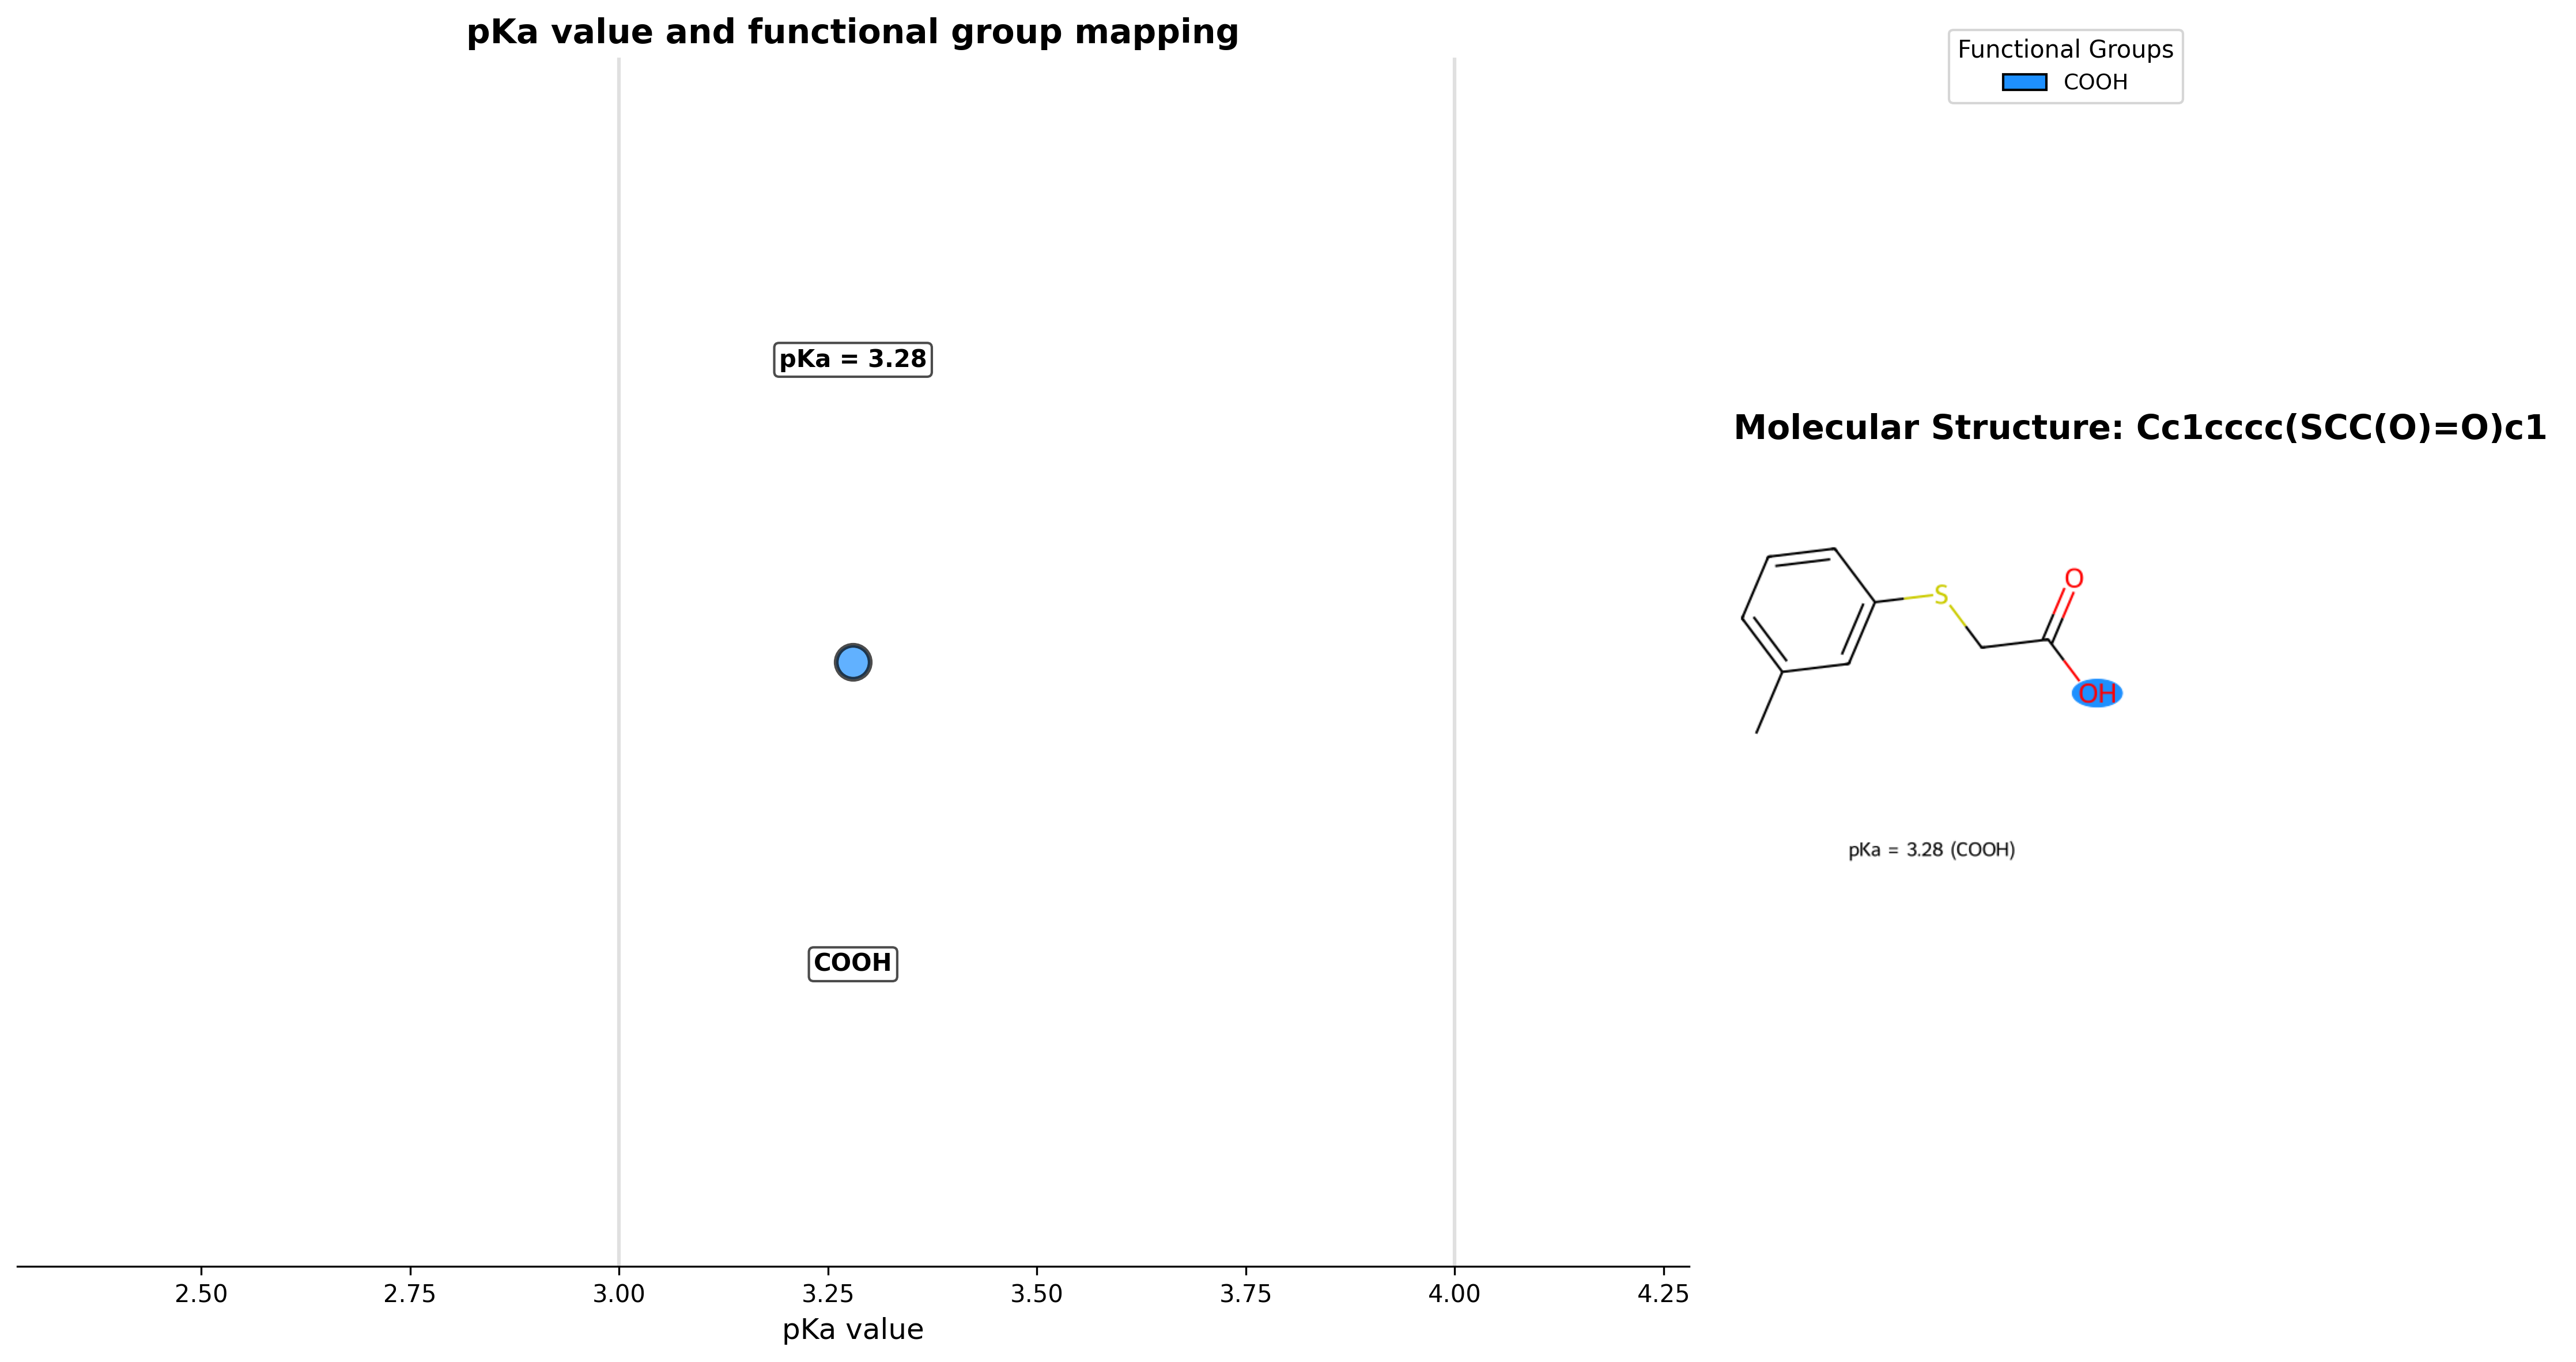 pKa value and functional group mapping
Functional Groups
COOH
pKa = 3.28
Molecular Structure: Cc1cccc(SCC(O)=O)c1
O
S
OH
pKa = 3.28 (COOH)
COOH
2.50 2.75 3.00 3.25 3.50 3.75 4.00 4.25
pKa value